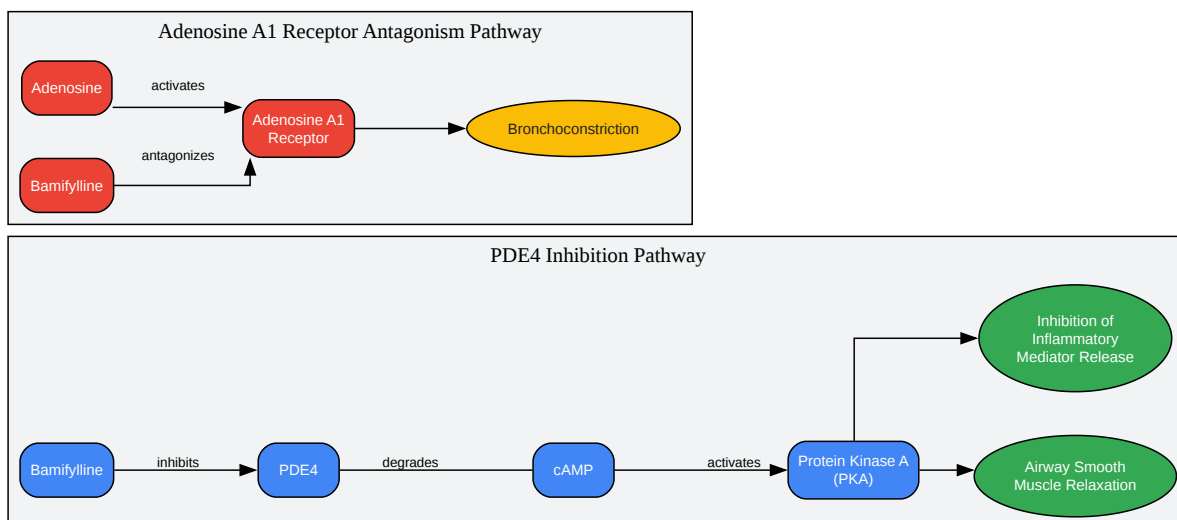 Adenosine A1 Receptor Antagonism Pathway
Adenosine
activates
Adenosine A1
Receptor
Bronchoconstriction
antagonizes
Bamifylline
PDE4 Inhibition Pathway
Inhibition of
Inflammatory
Mediator Release
Bamifylline
inhibits
PDE4
degrades
cAMP
activates
Protein Kinase A
(PKA)
Airway Smooth
Muscle Relaxation